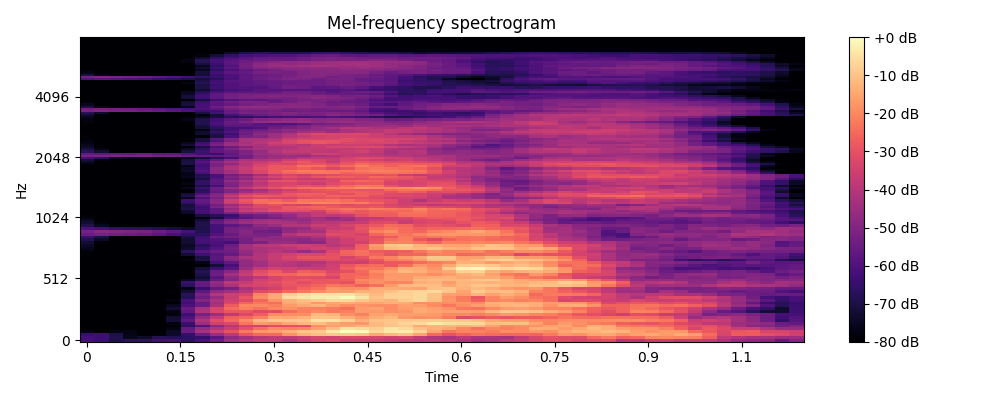 Mel-frequency spectrogram
Hz
4096
2048
1024
512
0
0 0.15 0.3 0.45 0.6 0.75 0.9 1.1
Time
+0 dB
-10 dB
-20 dB
-30 dB
-40 dB
-50 dB
-60 dB
-70 dB
-80 dB